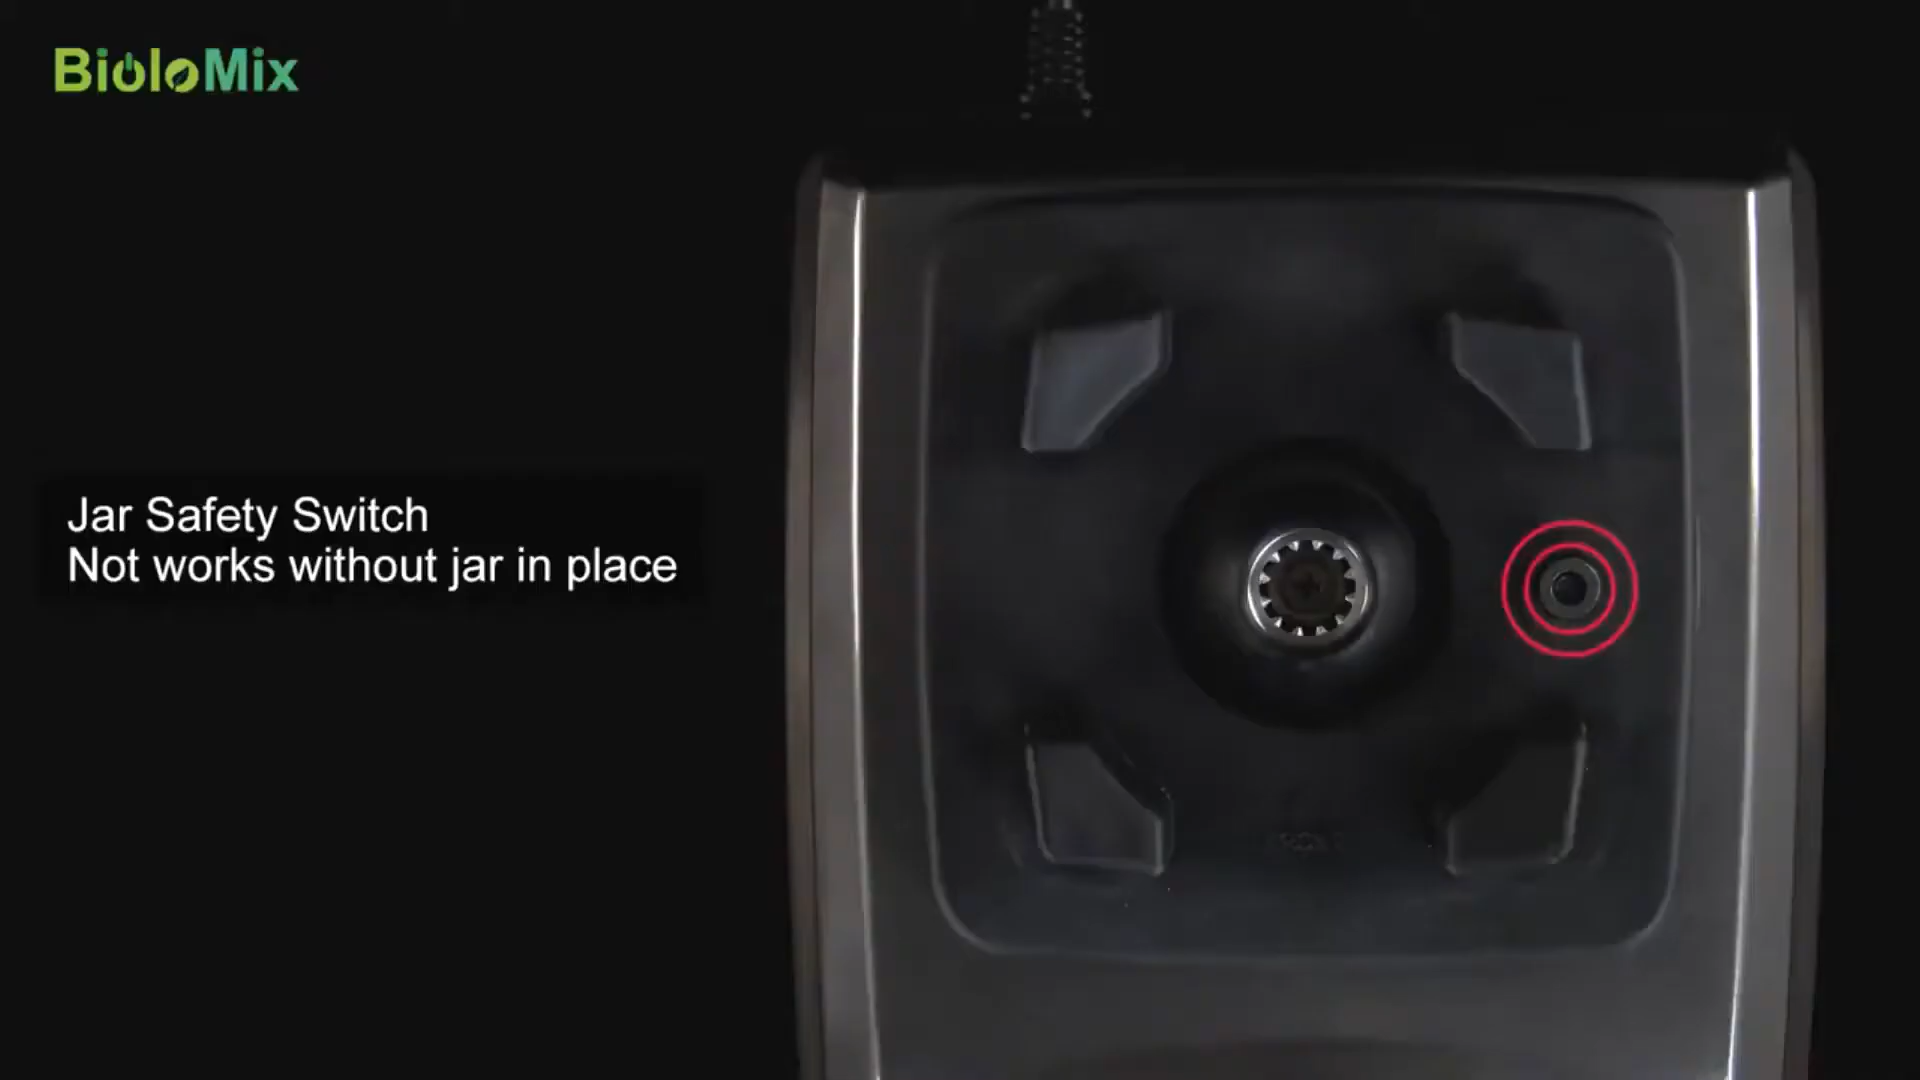 BioloMix
Jar Safety Switch
Not works without jar in place